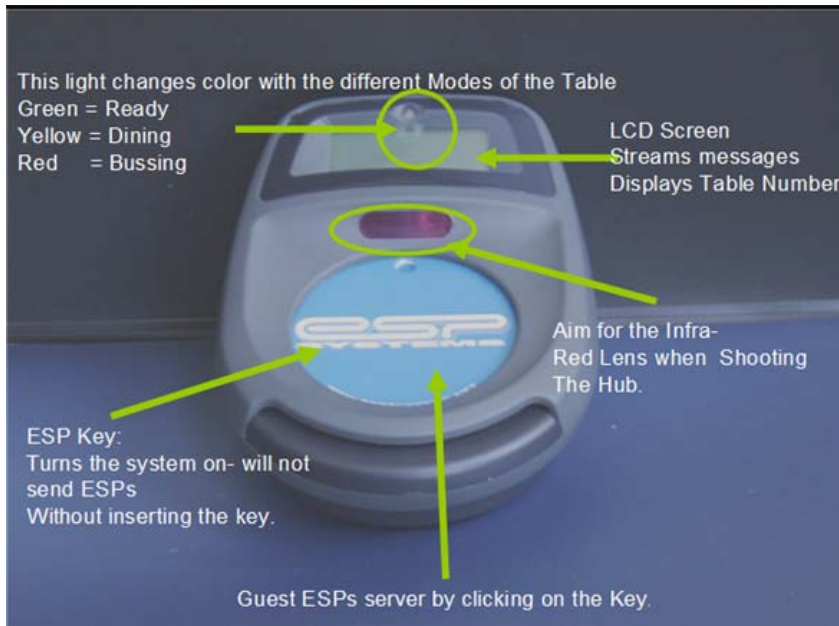 This light changes color with the different Modes of the Table
Green = Ready
Yellow = Dining
Red = Bussing
LCD Screen
Streams messages
Displays Table Number
esp
SYSTEMS
Aim for the Infra-
Red Lens when Shooting
The Hub.
ESP Key:
Turns the system on- will not
send ESPs
Without inserting the key.
Guest ESPs server by clicking on the Key.